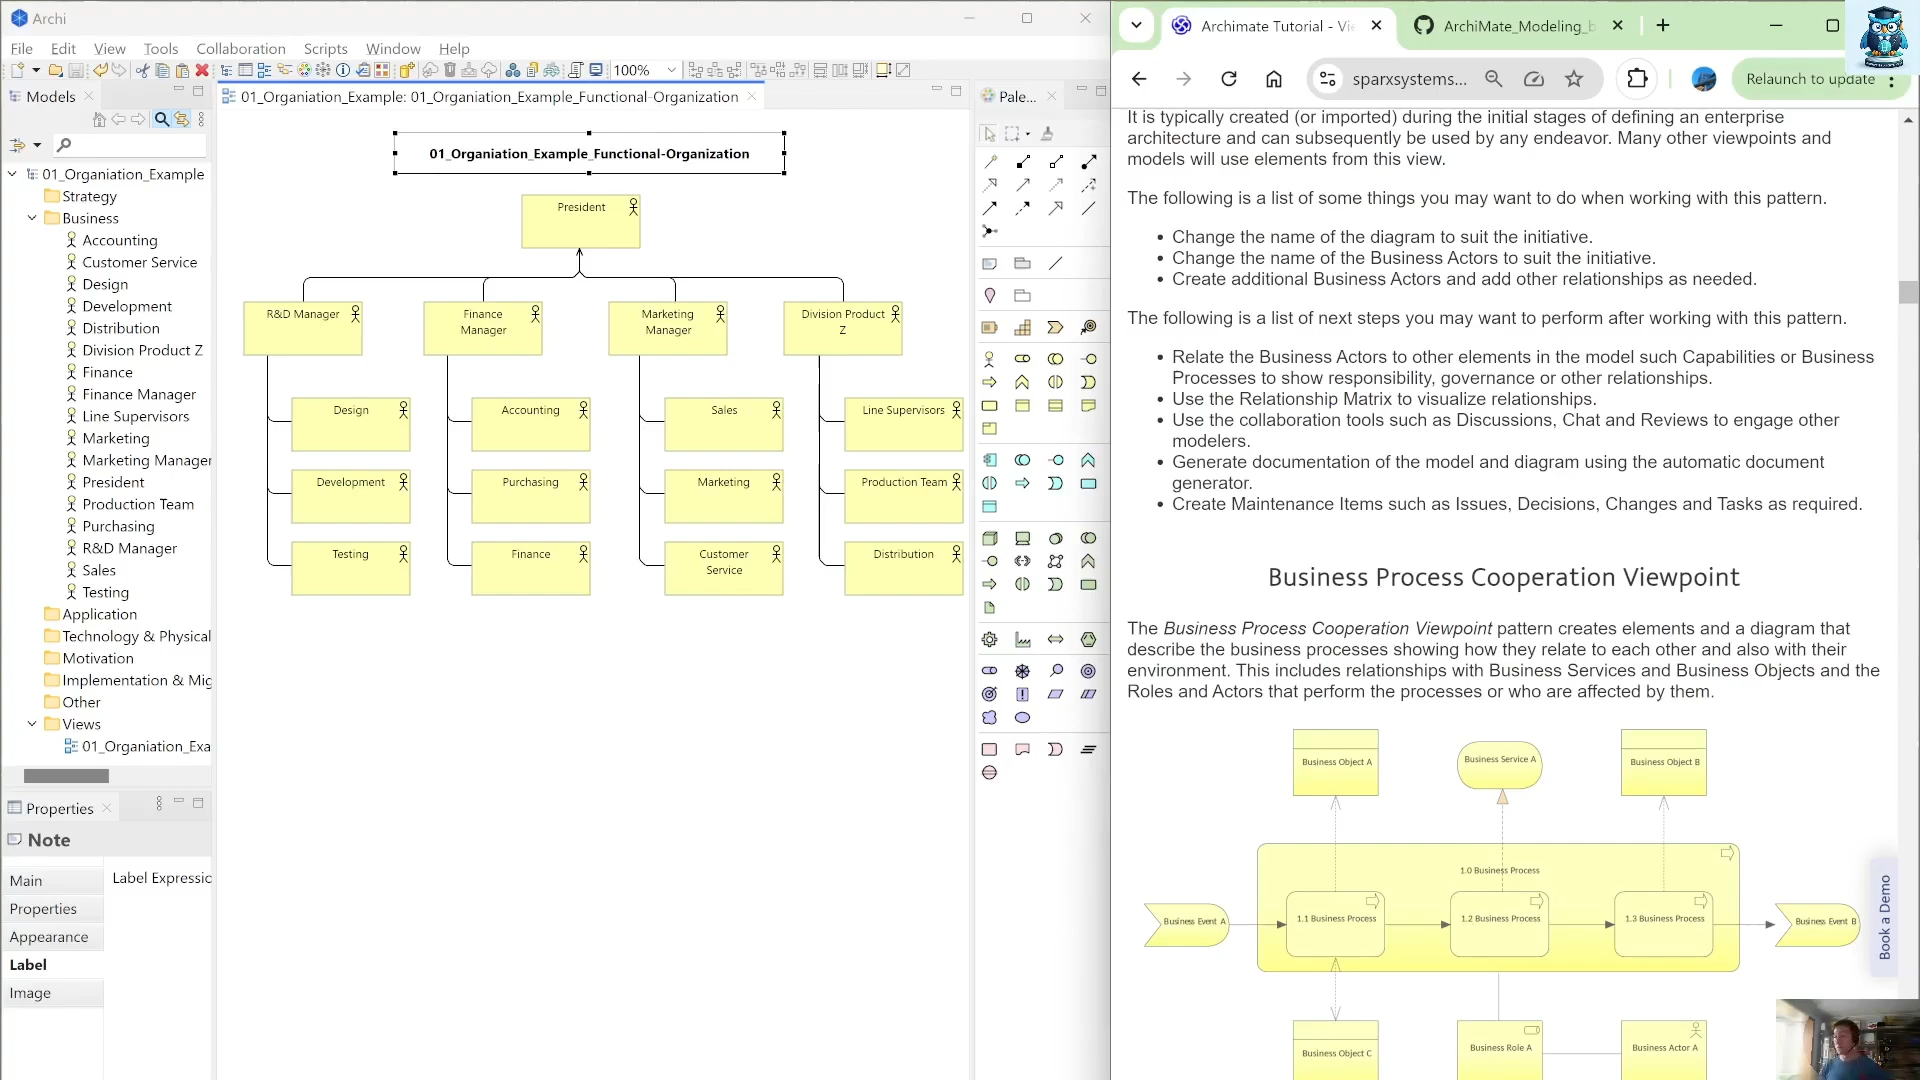 Archi
File Edit View Tools Collaboration Scripts Window Help
100%
Models
01_Organiation_Example
Strategy
Business
Accounting
Customer Service
Design
Development
Distribution
Division Product Z
Finance
Finance Manager
Line Supervisors
Marketing
Marketing Manager
President
Production Team
Purchasing
R&D Manager
Sales
Testing
Application
Technology & Physical
Motivation
Implementation & Mig
Other
Views
01_Organiation_Exa
Properties
Note
Main
Properties
Appearance
Label
Image
Label Expressio
01_Organiation_Example: 01_Organiation_Example_Functional-Organization
01_Organiation_Example_Functional-Organization
President
R&D Manager
Finance
Manager
Marketing
Manager
Division Product
Z
Design
Accounting
Sales
Line Supervisors
Development
Purchasing
Marketing
Production Team
Testing
Finance
Customer
Service
Distribution
Pale...
Archimate Tutorial - Vi
ArchiMate_Modeling_b
sparxsystems...
Relaunch to update
It is typically created (or imported) during the initial stages of defining an enterprise
architecture and can subsequently be used by any endeavor. Many other viewpoints and
models will use elements from this view.
The following is a list of some things you may want to do when working with this pattern.
• Change the name of the diagram to suit the initiative.
• Change the name of the Business Actors to suit the initiative.
• Create additional Business Actors and add other relationships as needed.
The following is a list of next steps you may want to perform after working with this pattern.
• Relate the Business Actors to other elements in the model such Capabilities or Business
Processes to show responsibility, governance or other relationships.
• Use the Relationship Matrix to visualize relationships.
• Use the collaboration tools such as Discussions, Chat and Reviews to engage other
modelers.
• Generate documentation of the model and diagram using the automatic document
generator.
• Create Maintenance Items such as Issues, Decisions, Changes and Tasks as required.
Business Process Cooperation Viewpoint
The Business Process Cooperation Viewpoint pattern creates elements and a diagram that
describe the business processes showing how they relate to each other and also with their
environment. This includes relationships with Business Services and Business Objects and the
Roles and Actors that perform the processes or who are affected by them.
Business Object A
Business Service A
Business Object B
1.0 Business Process
Business Event A
1.1 Business Process
1.2 Business Process
1.3 Business Process
Business Event B
Business Object C
Business Role A
Business Actor A
Book a Demo